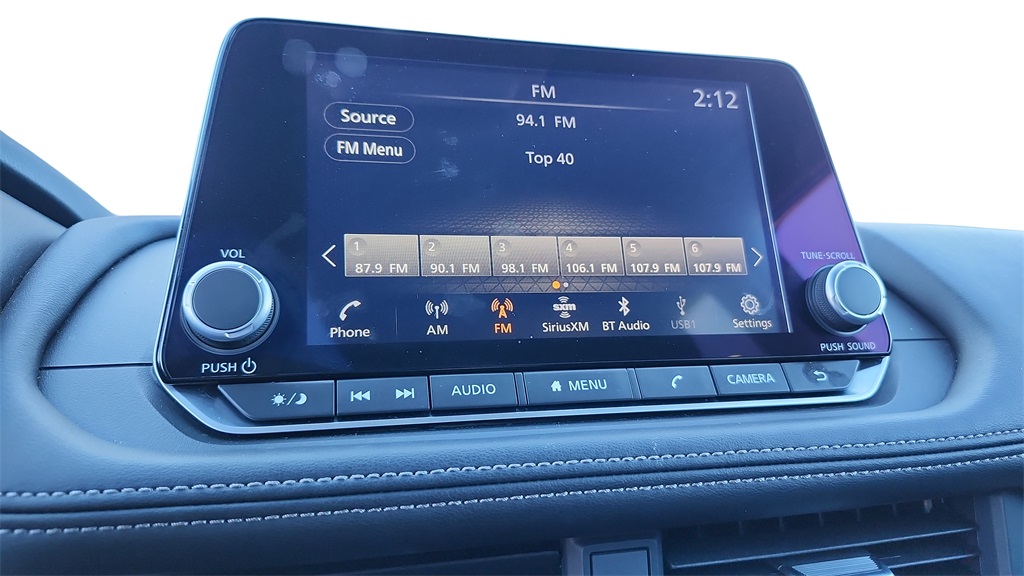 FM
2:12
Source
94.1 FM
FM Menu
Top 40
1 2 3 4 5 6
87.9 FM 90.1 FM 98.1 FM 106.1 FM 107.9 FM 107.9 FM
Phone AM FM SiriusXM BT Audio USB1 Settings
sxm
VOL
PUSH
TUNE·SCROLL
PUSH SOUND
AUDIO MENU CAMERA